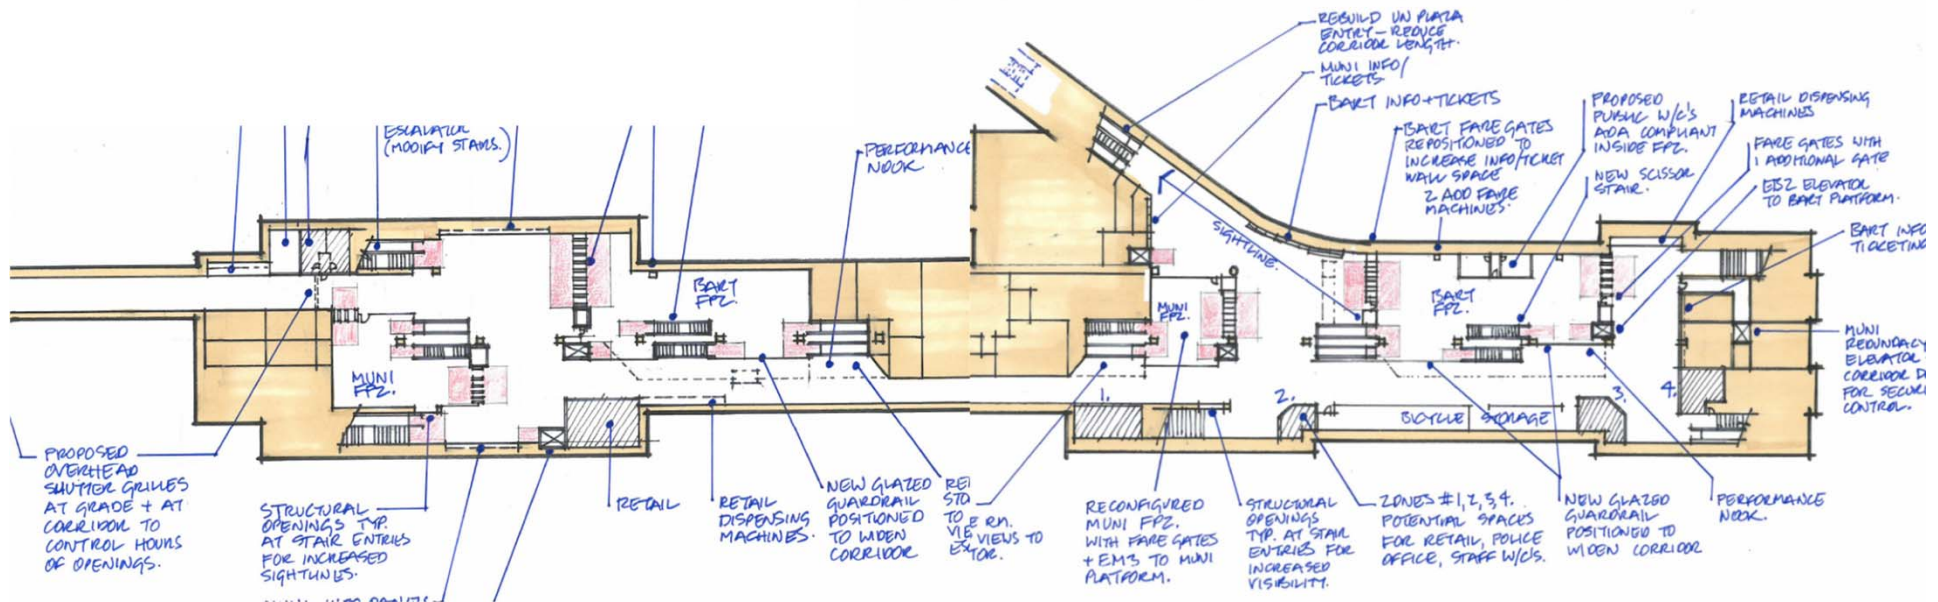 REBUILD UN PLAZA
ENTRY - REDUCE
CORRIDOR LENGTH.
MUNI INFO/
TICKETS
BART INFO+TICKETS
BART FARE GATES
REPOSITIONED TO
INCREASE INFO/TICKET
WALL SPACE
2 ADD FARE
MACHINES.
PROPOSED
PUBLIC W/C'S
ADA COMPLIANT
INSIDE FPZ.
NEW SCISSOR
STAIR.
RETAIL DISPENSING
MACHINES
FARE GATES WITH
1 ADDITIONAL GATE
EB2 ELEVATOR
TO BART PLATFORM.
BART INFO
TICKETING
MUNI
REDUNDACY
ELEVATOR
CORRIDOR
FOR
CONTROL.
ESCALATOR
(MODIFY STAIRS.)
PERFORMANCE
NOOK.
SIGHTLINE.
BART
FPZ.
MUNI
FPZ.
MUNI
FPZ.
BART
FPZ.
1.
2.
3.
4.
BICYCLE STORAGE
PROPOSED
OVERHEAD
SHUTTER GRILLES
AT GRADE + AT
CORRIDOR TO
CONTROL HOURS
OF OPENINGS.
STRUCTURAL
OPENINGS TYP.
AT STAIR ENTRIES
FOR INCREASED
SIGHTLINES.
RETAIL
RETAIL
DISPENSING
MACHINES.
NEW GLAZED
GUARDRAIL
POSITIONED
TO WIDEN
CORRIDOR
E RM.
VIEWS TO
TOR.
RECONFIGURED
MUNI FPZ.
WITH FARE GATES
+ EM3 TO MUNI
PLATFORM.
STRUCTURAL
OPENINGS
TYP. AT STAIR
ENTRIES FOR
INCREASED
VISIBILITY.
ZONES #1,2,3,4.
POTENTIAL SPACES
FOR RETAIL, POLICE
OFFICE, STAFF W/C'S.
NEW GLAZED
GUARDRAIL
POSITIONED TO
WIDEN CORRIDOR
PERFORMANCE
NOOK.